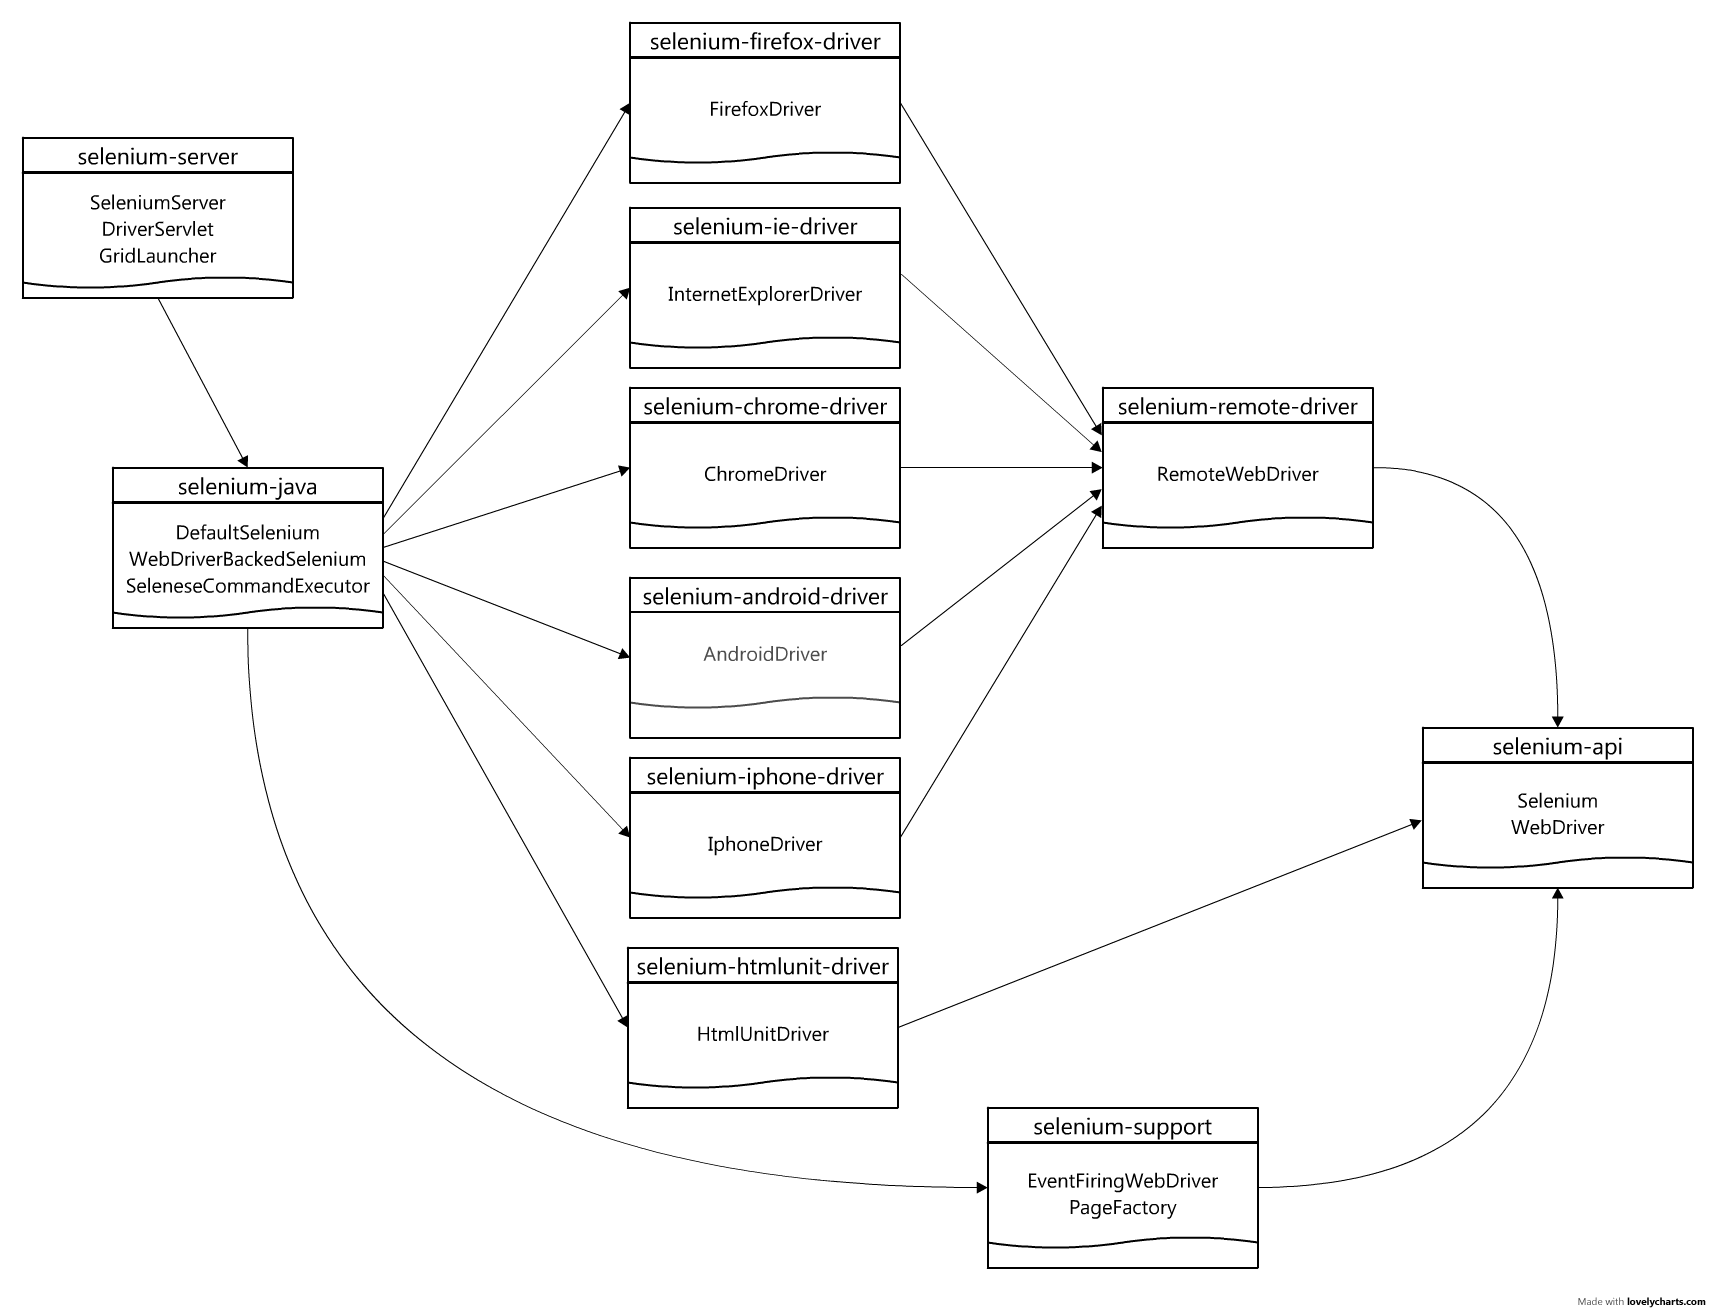 selenium-firefox-driver
FirefoxDriver
selenium-server
SeleniumServer
DriverServlet
GridLauncher
selenium-ie-driver
InternetExplorerDriver
selenium-chrome-driver
ChromeDriver
selenium-remote-driver
RemoteWebDriver
selenium-java
DefaultSelenium
WebDriverBackedSelenium
SeleneseCommandExecutor
selenium-android-driver
AndroidDriver
selenium-iphone-driver
IphoneDriver
selenium-api
Selenium
WebDriver
selenium-htmlunit-driver
HtmlUnitDriver
selenium-support
EventFiringWebDriver
PageFactory
Made with lovelycharts.com